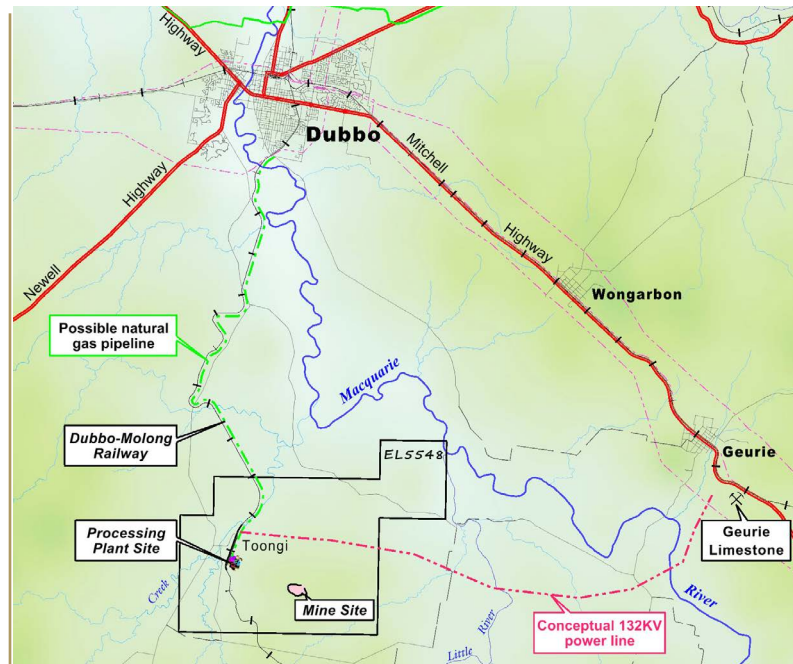 Highway
Dubbo
Mitchell
Highway
Highway
Newell
Wongarbon
Possible natural
gas pipeline
Macquarie
Dubbo-Molong
Railway
EL5548
Geurie
Processing
Plant Site
Toongi
Geurie
Limestone
Creek
Mine Site
River
Conceptual 132KV
power line
Little
River